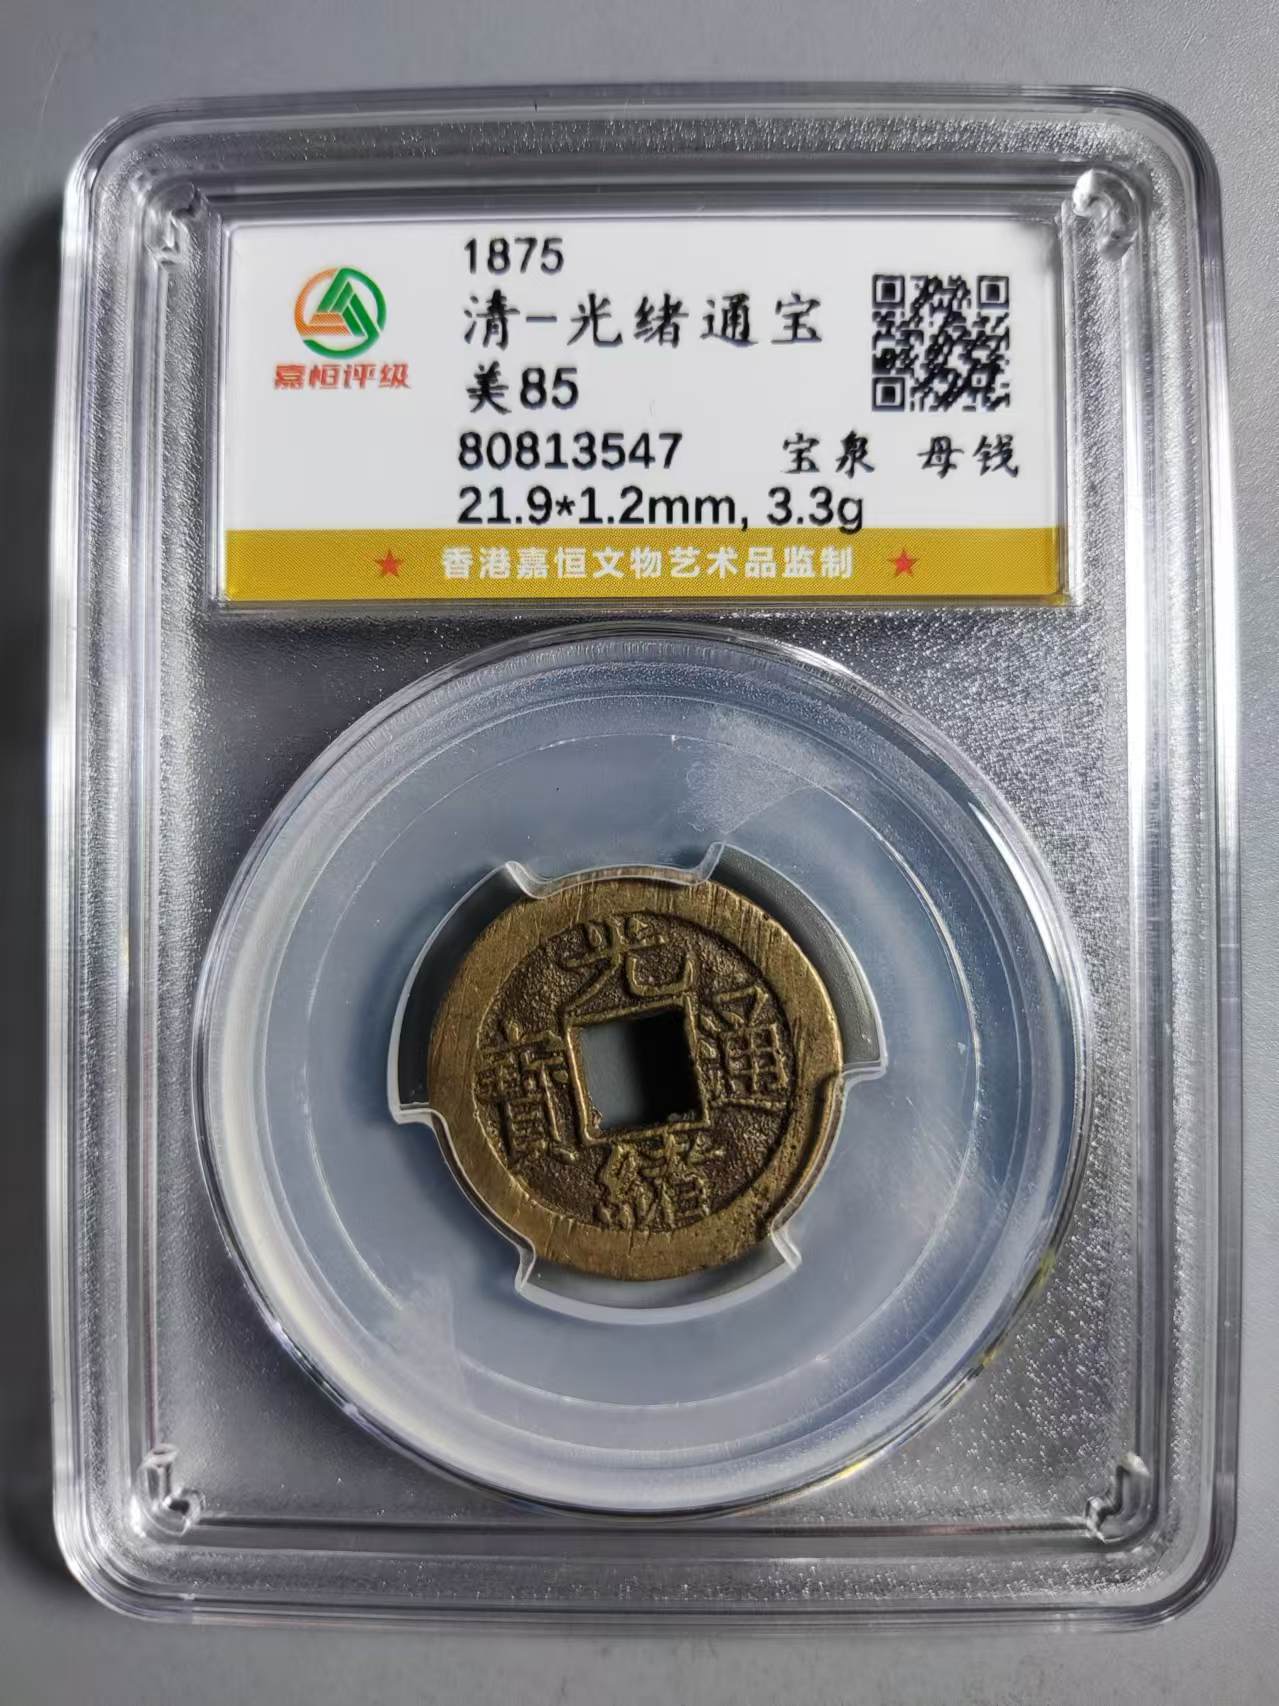 1875
清-光绪通宝
美85
80813547 宝泉 母钱
21.9*1.2mm, 3.3g
嘉恒评级
★ 香港嘉恒文物艺术品监制 ★
光
通
寶
緒